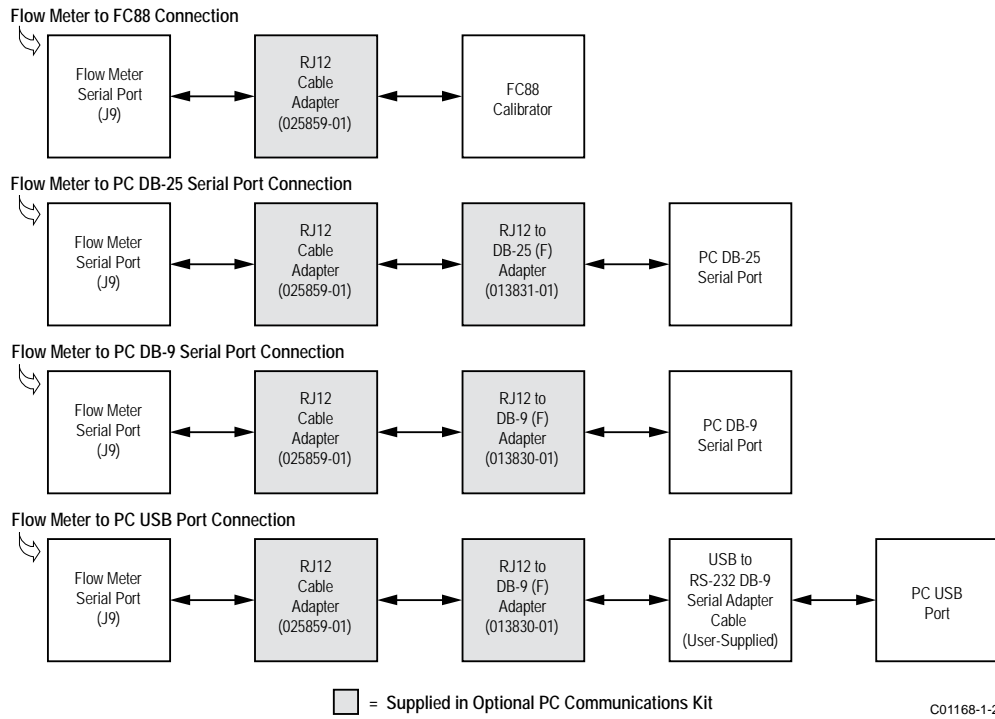 Flow Meter to FC88 Connection
Flow Meter
Serial Port
(J9)
RJ12
Cable
Adapter
(025859-01)
FC88
Calibrator
Flow Meter to PC DB-25 Serial Port Connection
Flow Meter
Serial Port
(J9)
RJ12
Cable
Adapter
(025859-01)
RJ12 to
DB-25 (F)
Adapter
(013831-01)
PC DB-25
Serial Port
Flow Meter to PC DB-9 Serial Port Connection
Flow Meter
Serial Port
(J9)
RJ12
Cable
Adapter
(025859-01)
RJ12 to
DB-9 (F)
Adapter
(013830-01)
PC DB-9
Serial Port
Flow Meter to PC USB Port Connection
Flow Meter
Serial Port
(J9)
RJ12
Cable
Adapter
(025859-01)
RJ12 to
DB-9 (F)
Adapter
(013830-01)
USB to
RS-232 DB-9
Serial Adapter
Cable
(User-Supplied)
PC USB
Port
= Supplied in Optional PC Communications Kit
C01168-1-2